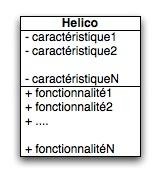 Helico
- caractéristique1
- caractéristique2
- caractéristiqueN
+ fonctionnalité1
+ fonctionnalité2
+ ....
+ fonctionnalitéN